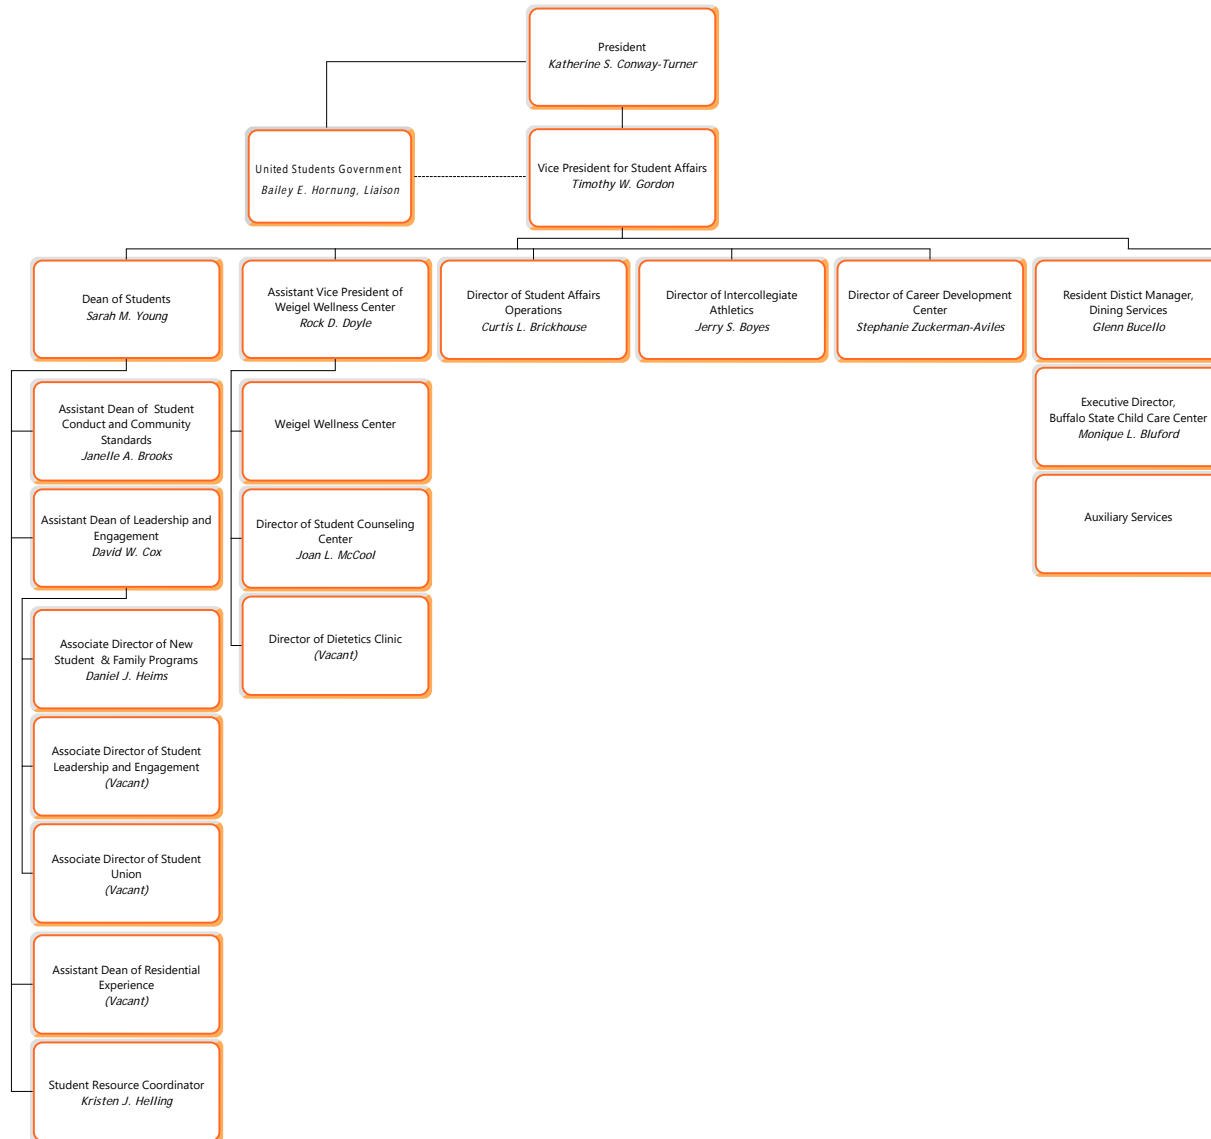 President
Katherine S. Conway-Turner
United Students Government
Bailey E. Hornung, Liaison
Vice President for Student Affairs
Timothy W. Gordon
Dean of Students
Sarah M. Young
Assistant Vice President of
Weigel Wellness Center
Rock D. Doyle
Director of Student Affairs
Operations
Curtis L. Brickhouse
Director of Intercollegiate
Athletics
Jerry S. Boyes
Director of Career Development
Center
Stephanie Zuckerman-Aviles
Resident Distict Manager,
Dining Services
Glenn Bucello
Assistant Dean of Student
Conduct and Community
Standards
Janelle A. Brooks
Weigel Wellness Center
Executive Director,
Buffalo State Child Care Center
Monique L. Bluford
Assistant Dean of Leadership and
Engagement
David W. Cox
Director of Student Counseling
Center
Joan L. McCool
Auxiliary Services
Associate Director of New
Student & Family Programs
Daniel J. Heims
Director of Dietetics Clinic
(Vacant)
Associate Director of Student
Leadership and Engagement
(Vacant)
Associate Director of Student
Union
(Vacant)
Assistant Dean of Residential
Experience
(Vacant)
Student Resource Coordinator
Kristen J. Helling